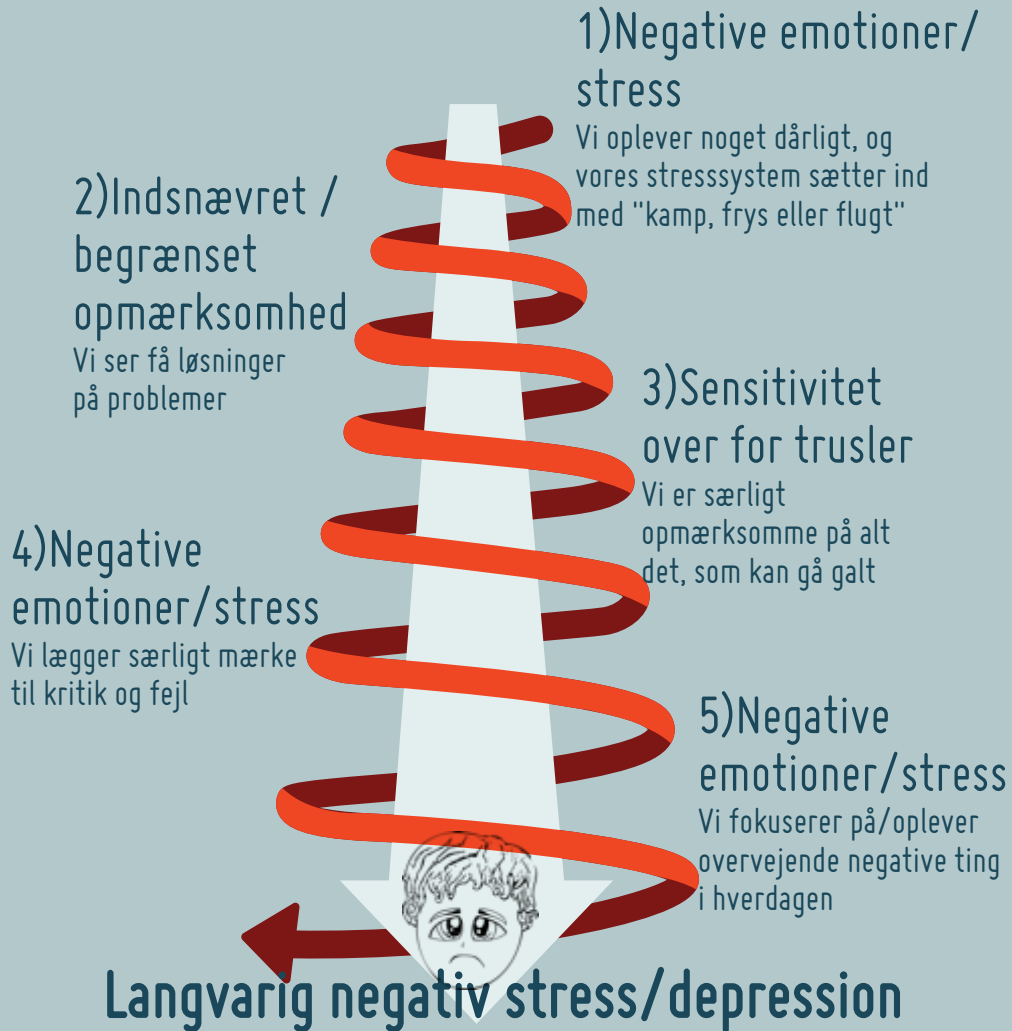 1)Negative emotioner/
stress
Vi oplever noget dårligt, og
vores stresssystem sætter ind
med "kamp, frys eller flugt"
2)Indsnævret /
begrænset
opmærksomhed
Vi ser få løsninger
på problemer
3)Sensitivitet
over for trusler
Vi er særligt
opmærksomme på alt
det, som kan gå galt
4)Negative
emotioner/stress
Vi lægger særligt mærke
til kritik og fejl
5)Negative
emotioner/stress
Vi fokuserer på/oplever
overvejende negative ting
i hverdagen
Langvarig negativ stress/depression